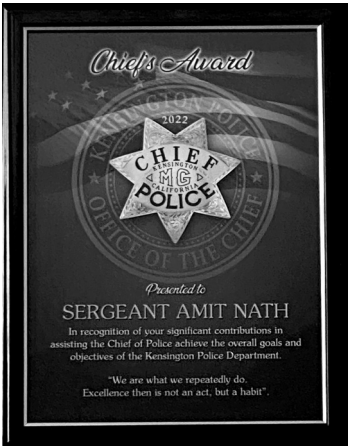 Chief's Award
KENSINGTON POLICE
2022
CHIEF
KENSINGTON
MG
CALIFORNIA
POLICE
OFFICE OF THE CHIEF
Presented to
SERGEANT AMIT NATH
In recognition of your significant contributions in
assisting the Chief of Police achieve the overall goals and
objectives of the Kensington Police Department.
"We are what we repeatedly do.
Excellence then is not an act, but a habit".